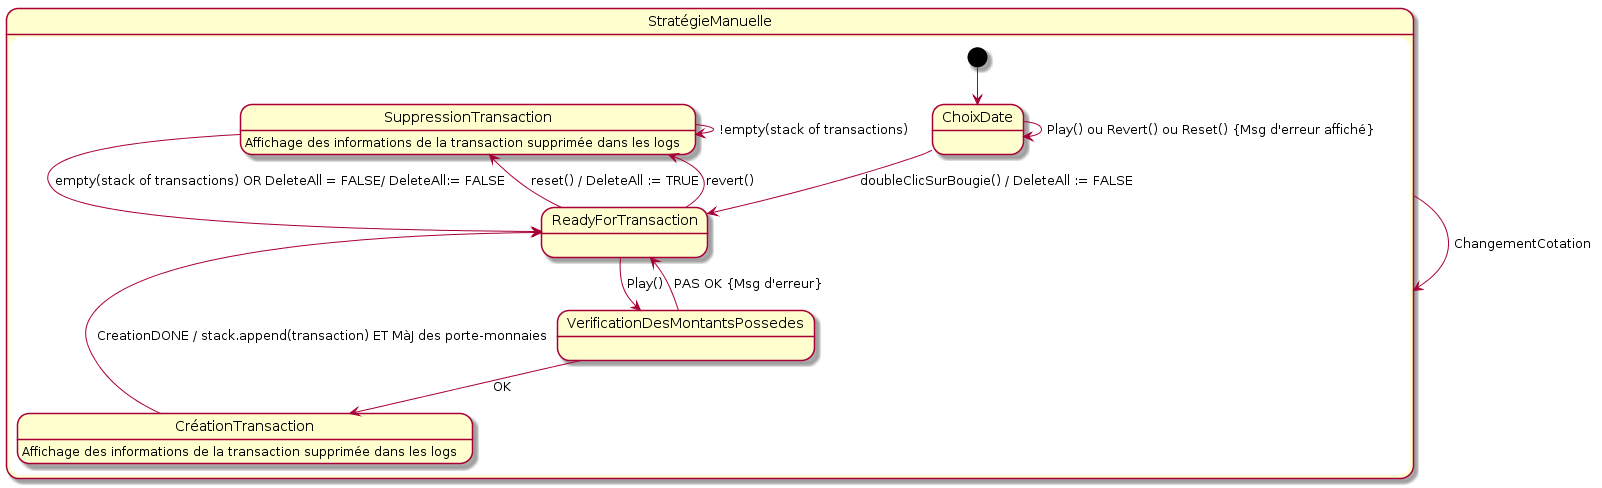 StratégieManuelle
SuppressionTransaction
Affichage des informations de la transaction supprimée dans les logs
!empty(stack of transactions)
ChoixDate
Play() ou Revert() ou Reset() {Msg d'erreur affiché}
empty(stack of transactions) OR DeleteAll = FALSE/ DeleteAll:= FALSE
reset() / DeleteAll := TRUE
revert()
doubleClicSurBougie() / DeleteAll := FALSE
ReadyForTransaction
ChangementCotation
Play()
PAS OK {Msg d'erreur}
VerificationDesMontantsPossedes
CreationDONE / stack.append(transaction) ET MàJ des porte-monnaies
OK
CréationTransaction
Affichage des informations de la transaction supprimée dans les logs